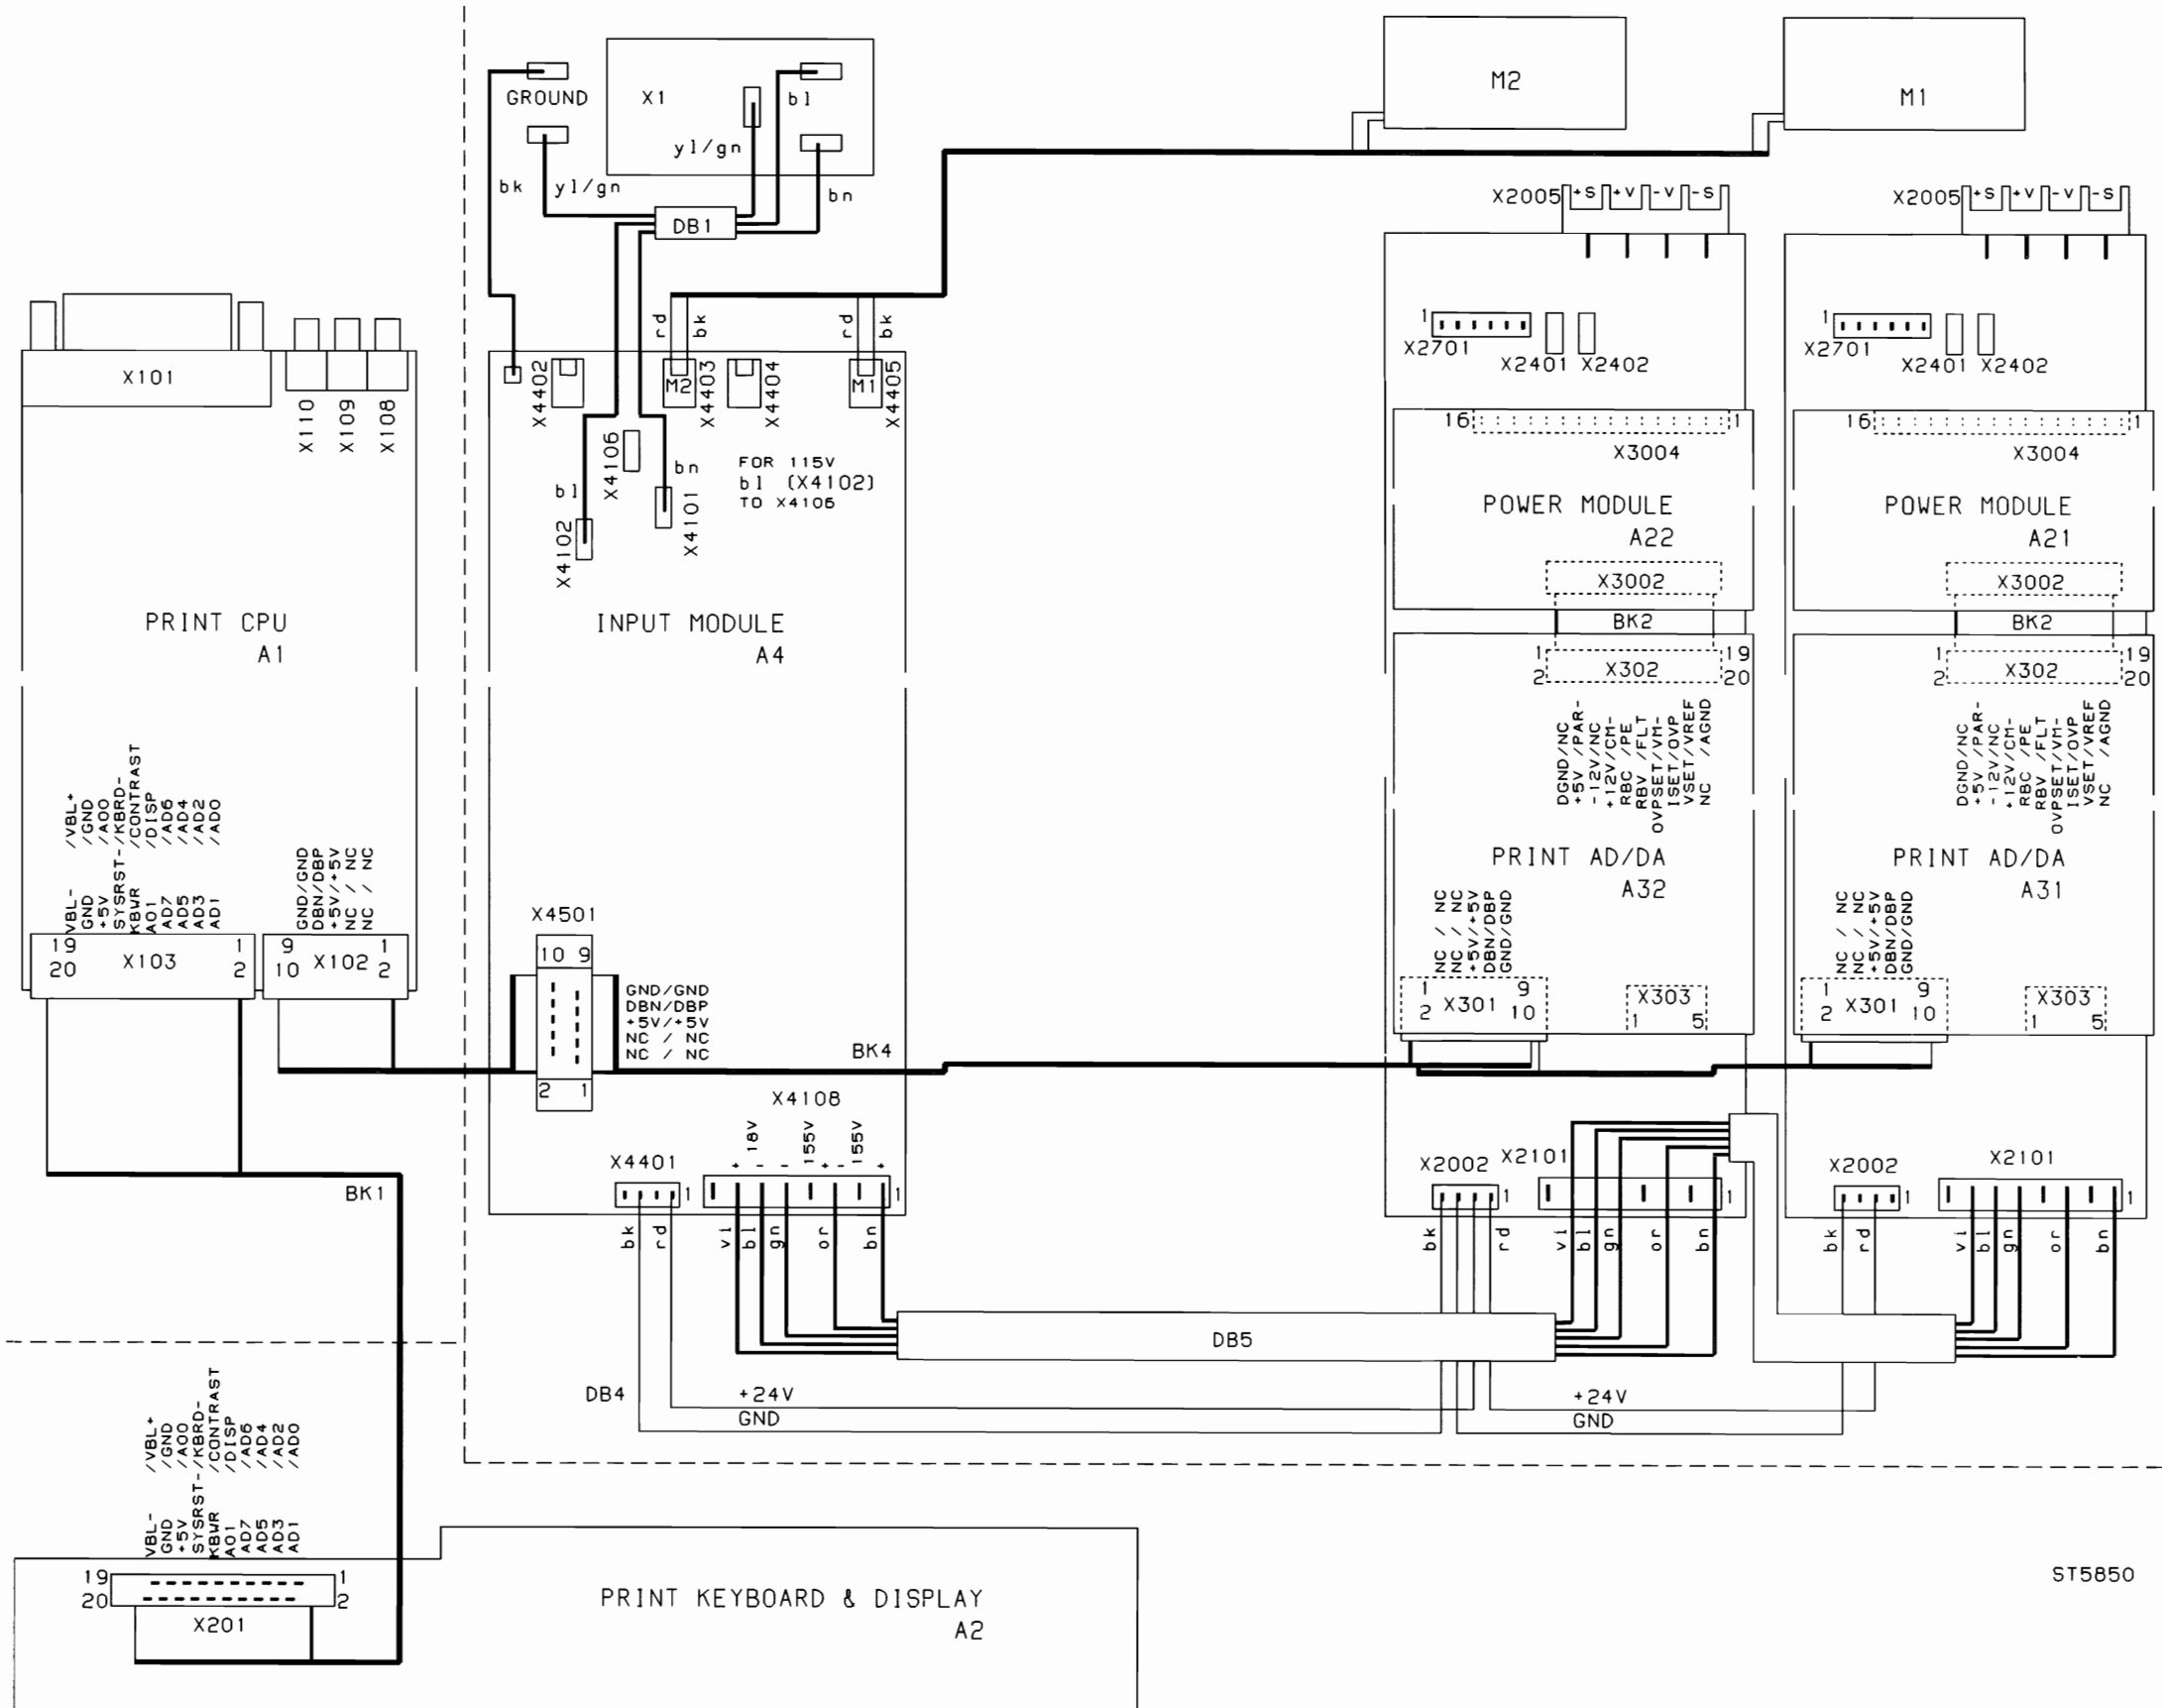 GROUND
X1
bl
yl/gn
bk
yl/gn
bn
DB1
M2
M1
X2005
+S
+V
-V
-S
X2005
+S
+V
-V
-S
X101
X110
X109
X108
PRINT CPU
A1
VBL- /VBL+
GND /GND
+5V /A00
SYSRST-/KBRD-
KBWR /CONTRAST
A01 /DISP
AD7 /AD6
AD5 /AD4
AD3 /AD2
AD1 /AD0
GND/GND
DBN/DBP
+5V/+5V
NC / NC
NC / NC
19 1
20 X103 2
9 1
10 X102 2
BK1
rd
bk
rd
bk
X4402
M2
X4403
X4404
M1
X4405
X4106
bn
bl
X4102
X4101
FOR 115V
bl (X4102)
TO X4106
INPUT MODULE
A4
X4501
10 9
2 1
GND/GND
DBN/DBP
+5V/+5V
NC / NC
NC / NC
BK4
X4108
+
18V
-
-
155V
+
-
155V
+
X4401
1
1
bk
rd
vi
bl
gn
or
bn
1
X2701
X2401
X2402
16 1
X3004
POWER MODULE
A22
X3002
BK2
1 19
2 X302 20
DGND/NC
+5V /PAR-
-12V/NC
+12V/CM-
RBC /PE
RBV /FLT
OVPSET/VM-
ISET/OVP
VSET/VREF
NC /AGND
PRINT AD/DA
A32
NC / NC
NC / NC
+5V/+5V
DBN/DBP
GND/GND
1 9
2 X301 10
X303
1 5
X2002
1
X2101
1
bk
rd
vi
bl
gn
or
bn
1
X2701
X2401
X2402
16 1
X3004
POWER MODULE
A21
X3002
BK2
1 19
2 X302 20
DGND/NC
+5V /PAR-
-12V/NC
+12V/CM-
RBC /PE
RBV /FLT
OVPSET/VM-
ISET/OVP
VSET/VREF
NC /AGND
PRINT AD/DA
A31
NC / NC
NC / NC
+5V/+5V
DBN/DBP
GND/GND
1 9
2 X301 10
X303
1 5
X2002
1
X2101
1
bk
rd
vi
bl
gn
or
bn
DB5
DB4
+24V
GND
+24V
GND
VBL- /VBL+
GND /GND
+5V /A00
SYSRST-/KBRD-
KBWR /CONTRAST
A01 /DISP
AD7 /AD6
AD5 /AD4
AD3 /AD2
AD1 /AD0
19 1
20 2
X201
PRINT KEYBOARD & DISPLAY
A2
ST5850